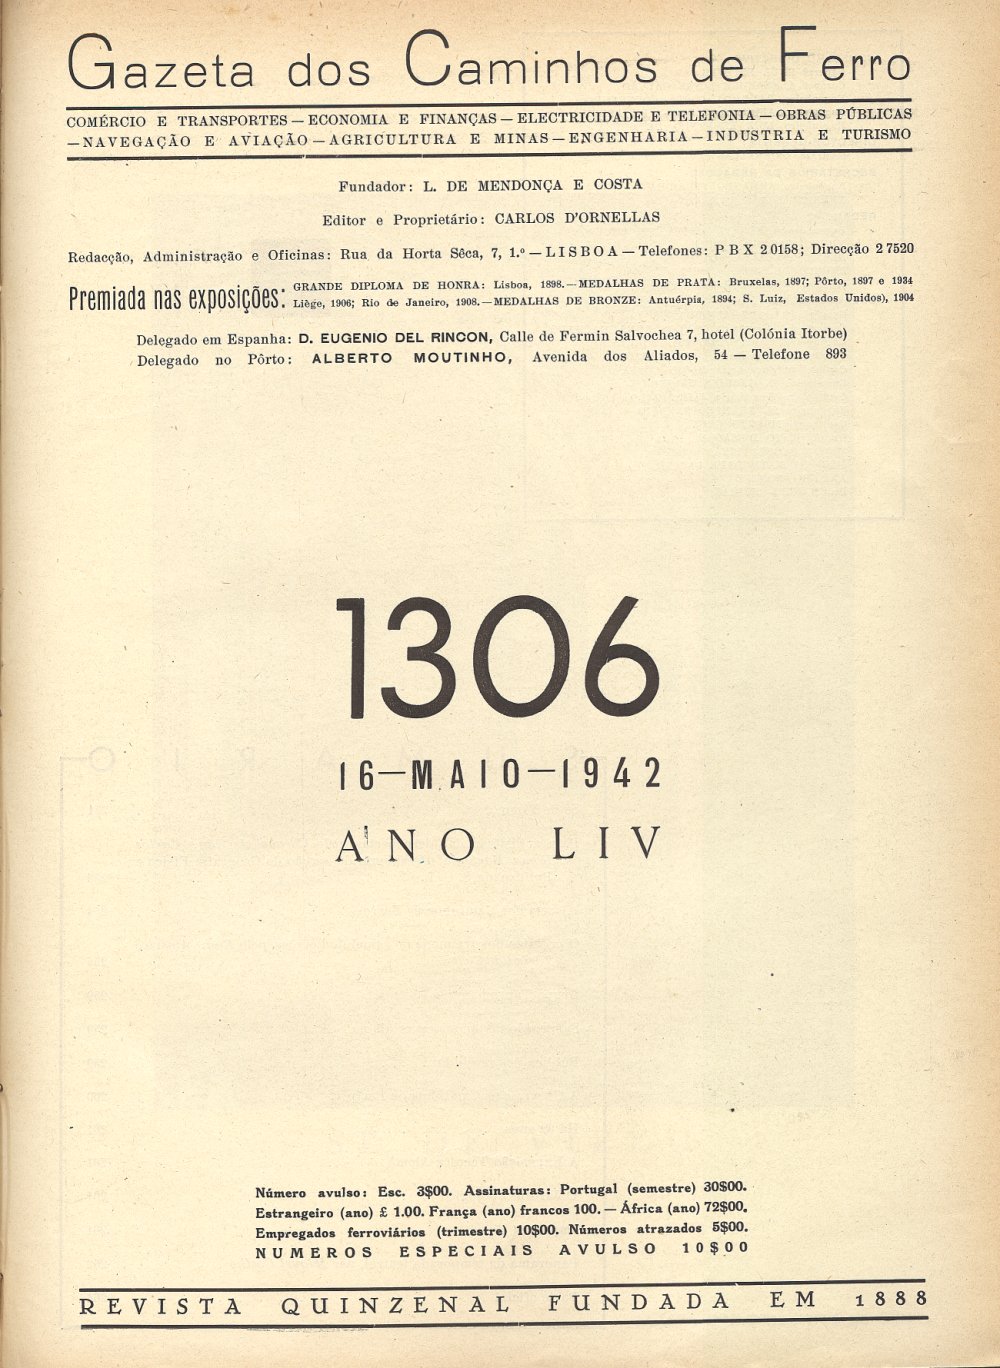 Gazeta dos Caminhos de Ferro
COMÉRCIO E TRANSPORTES — ECONOMIA E FINANÇAS — ELECTRICIDADE E TELEFONIA — OBRAS PÚBLICAS
— NAVEGAÇÃO E AVIAÇÃO — AGRICULTURA E MINAS — ENGENHARIA — INDUSTRIA E TURISMO
Fundador: L. DE MENDONÇA E COSTA
Editor e Proprietário: CARLOS D'ORNELLAS
Redacção, Administração e Oficinas: Rua da Horta Sêca, 7, 1.º — LISBOA — Telefones: PBX 20158; Direcção 27520
Premiada nas exposições: GRANDE DIPLOMA DE HONRA: Lisboa, 1898. — MEDALHAS DE PRATA: Bruxelas, 1897; Pôrto, 1897 e 1934
Liège, 1906; Rio de Janeiro, 1908. — MEDALHAS DE BRONZE: Antuérpia, 1894; S. Luiz, Estados Unidos), 1904
Delegado em Espanha: D. EUGENIO DEL RINCON, Calle de Fermin Salvochea 7, hotel (Colónia Itorbe)
Delegado no Pôrto: ALBERTO MOUTINHO, Avenida dos Aliados, 54 — Telefone 893
1306
16—MAIO—1942
ANO LIV
Número avulso: Esc. 3$00. Assinaturas: Portugal (semestre) 30$00.
Estrangeiro (ano) £ 1.00. França (ano) francos 100. — África (ano) 72$00.
Empregados ferroviários (trimestre) 10$00. Números atrazados 5$00.
NUMEROS ESPECIAIS AVULSO 10$00
REVISTA QUINZENAL FUNDADA EM 1888